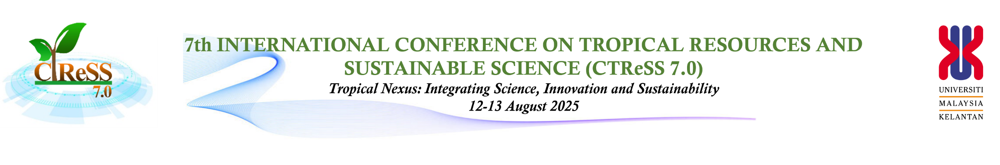 CTReSS
7.0
7th INTERNATIONAL CONFERENCE ON TROPICAL RESOURCES AND
SUSTAINABLE SCIENCE (CTReSS 7.0)
Tropical Nexus: Integrating Science, Innovation and Sustainability
12-13 August 2025
UNIVERSITI
MALAYSIA
KELANTAN